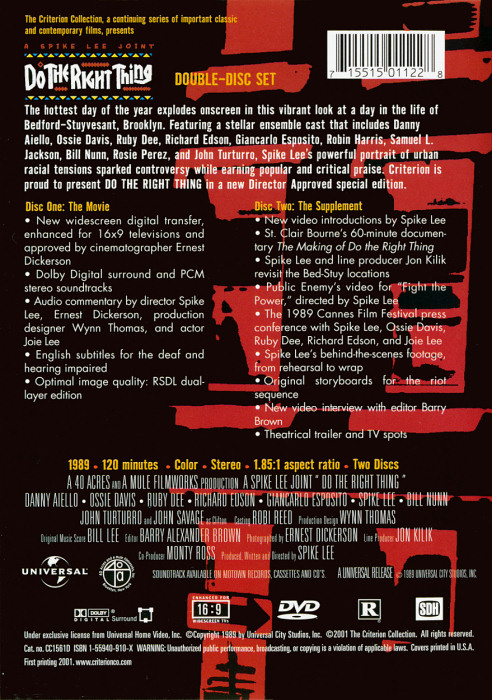 The Criterion Collection, a continuing series of important classic
and contemporary films, presents
A SPIKE LEE JOINT
DO THE RIGHT THING
DOUBLE-DISC SET
7 15515 01122 8
The hottest day of the year explodes onscreen in this vibrant look at a day in the life of
Bedford-Stuyvesant, Brooklyn. Featuring a stellar ensemble cast that includes Danny
Aiello, Ossie Davis, Ruby Dee, Richard Edson, Giancarlo Esposito, Robin Harris, Samuel L.
Jackson, Bill Nunn, Rosie Perez, and John Turturro, Spike Lee's powerful portrait of urban
racial tensions sparked controversy while earning popular and critical praise. Criterion is
proud to present DO THE RIGHT THING in a new Director Approved special edition.
Disc One: The Movie
• New widescreen digital transfer,
enhanced for 16x9 televisions and
approved by cinematographer Ernest
Dickerson
• Dolby Digital surround and PCM
stereo soundtracks
• Audio commentary by director Spike
Lee, Ernest Dickerson, production
designer Wynn Thomas, and actor
Joie Lee
• English subtitles for the deaf and
hearing impaired
• Optimal image quality: RSDL dual-
layer edition
Disc Two: The Supplement
• New video introductions by Spike Lee
• St. Clair Bourne's 60-minute documen-
tary The Making of Do the Right Thing
• Spike Lee and line producer Jon Kilik
revisit the Bed-Stuy locations
• Public Enemy's video for "Fight the
Power," directed by Spike Lee
• The 1989 Cannes Film Festival press
conference with Spike Lee, Ossie Davis,
Ruby Dee, Richard Edson, and Joie Lee
• Spike Lee's behind-the-scenes footage,
from rehearsal to wrap
• Original storyboards for the riot
sequence
• New video interview with editor Barry
Brown
• Theatrical trailer and TV spots
1989 • 120 minutes • Color • Stereo • 1.85:1 aspect ratio • Two Discs
A 40 ACRES AND A MULE FILMWORKS PRODUCTION A SPIKE LEE JOINT "DO THE RIGHT THING"
DANNY AIELLO • OSSIE DAVIS • RUBY DEE • RICHARD EDSON • GIANCARLO ESPOSITO • SPIKE LEE • BILL NUNN
JOHN TURTURRO and JOHN SAVAGE as Clifton Casting ROBI REED Production Design WYNN THOMAS
Original Music Score BILL LEE Editor BARRY ALEXANDER BROWN Photographed by ERNEST DICKERSON Line Producer JON KILIK
Co Producer MONTY ROSS Produced, Written and Directed by SPIKE LEE
UNIVERSAL
SOUNDTRACK AVAILABLE ON MOTOWN RECORDS, CASSETTES AND CD'S.
A UNIVERSAL RELEASE © 1989 UNIVERSAL CITY STUDIOS, INC.
DOLBY
DIGITAL Surround
ENHANCED FOR
16:9
WIDESCREEN TVs
DVD
R
SDH
Under exclusive license from Universal Home Video, Inc. ©Copyright 1989 by Universal City Studios, Inc. ©2001 The Criterion Collection. All rights reserved.
Cat. no. CC1561D ISBN 1-55940-910-X WARNING: Unauthorized public performance, broadcasting, or copying is a violation of applicable laws. Covers printed in U.S.A.
First printing 2001. www.criterionco.com